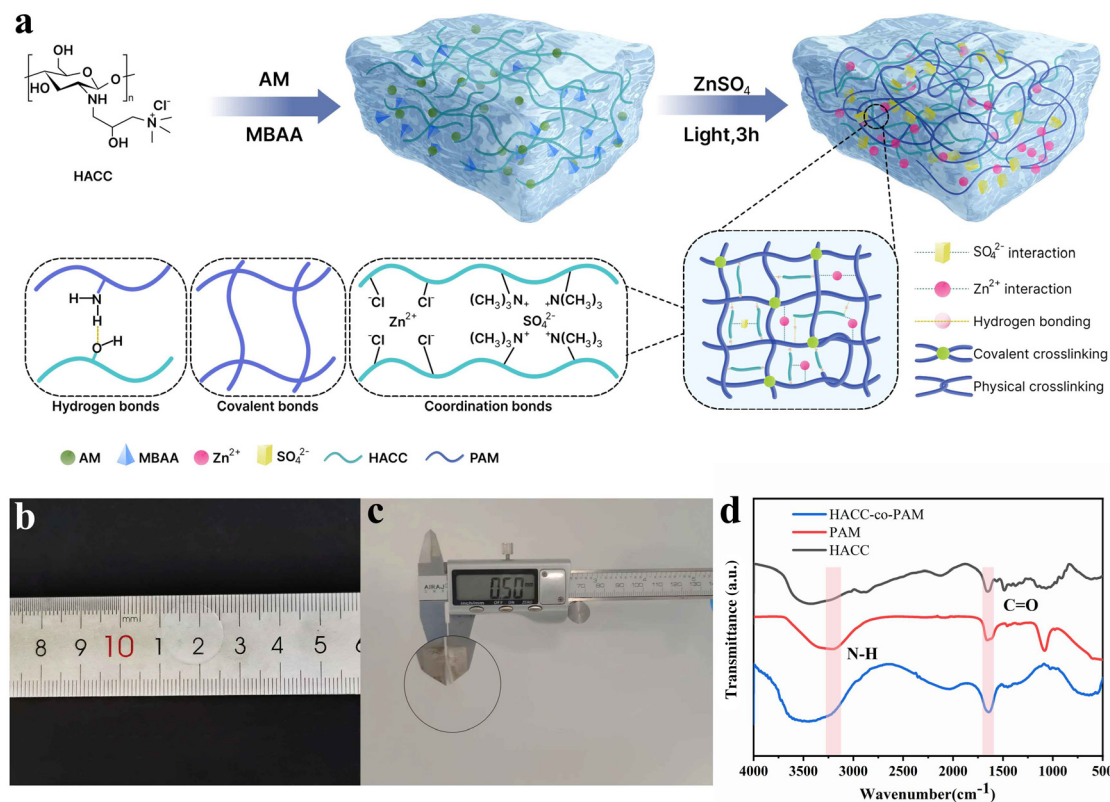 a
OH
O
HO
O
n
NH
OH
N+
Cl⁻
HACC
AM
MBAA
ZnSO₄
Light,3h
H-N
H
O-H
Hydrogen bonds
Covalent bonds
⁻Cl Cl⁻ (CH₃)₃N⁺ ⁺N(CH₃)₃
Zn²⁺ SO₄²⁻
⁻Cl Cl⁻ (CH₃)₃N⁺ ⁺N(CH₃)₃
Coordination bonds
SO₄²⁻ interaction
Zn²⁺ interaction
Hydrogen bonding
Covalent crosslinking
Physical crosslinking
AM MBAA Zn²⁺ SO₄²⁻ HACC PAM
b
mm
8 9 10 1 2 3 4 5 6
c
0.50
d
HACC-co-PAM
PAM
HACC
C=O
N-H
Transmittance (a.u.)
4000 3500 3000 2500 2000 1500 1000 500
Wavenumber(cm⁻¹)